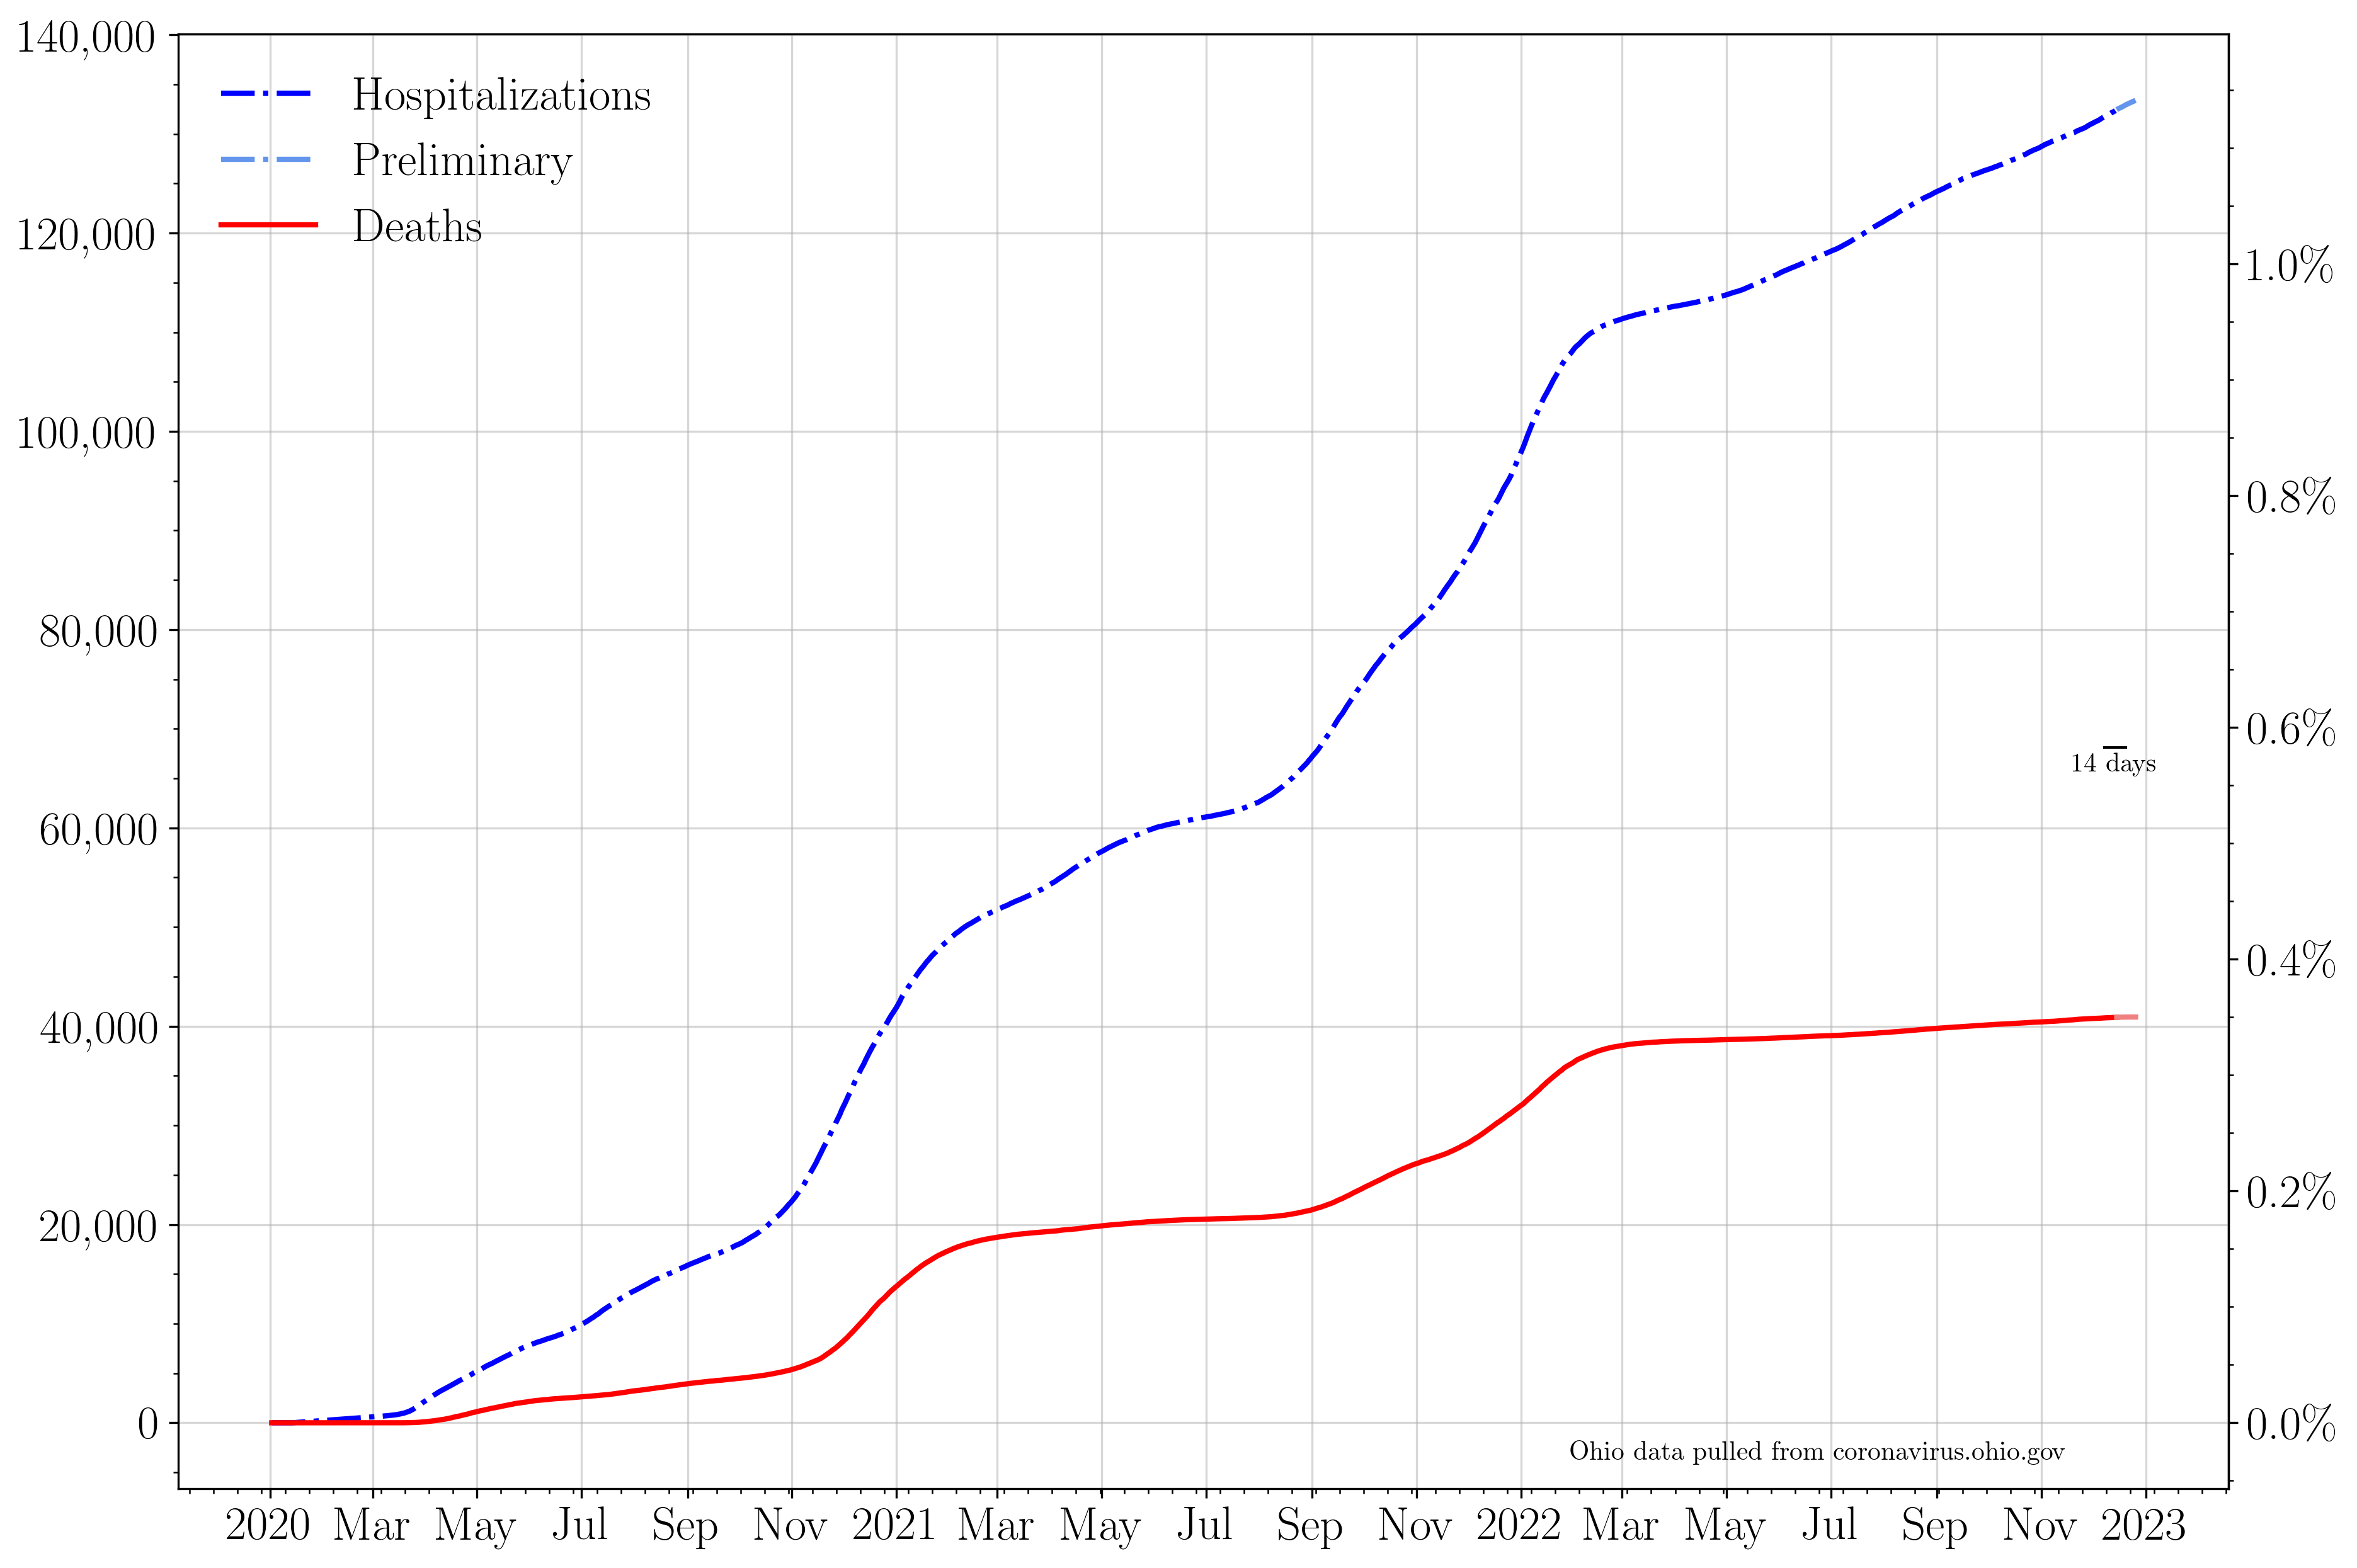 140,000
120,000
100,000
80,000
60,000
40,000
20,000
0
Hospitalizations
Preliminary
Deaths
1.0%
0.8%
0.6%
0.4%
0.2%
0.0%
14 days
Ohio data pulled from coronavirus.ohio.gov
2020 Mar May Jul Sep Nov 2021 Mar May Jul Sep Nov 2022 Mar May Jul Sep Nov 2023